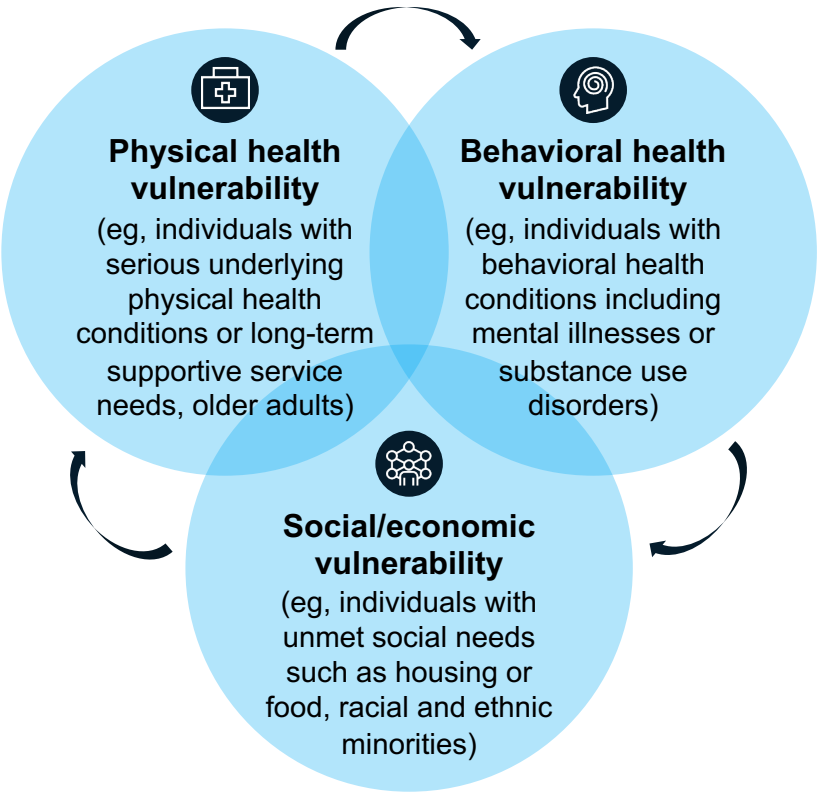 Physical health
vulnerability
(eg, individuals with
serious underlying
physical health
conditions or long-term
supportive service
needs, older adults)
Behavioral health
vulnerability
(eg, individuals with
behavioral health
conditions including
mental illnesses or
substance use
disorders)
Social/economic
vulnerability
(eg, individuals with
unmet social needs
such as housing or
food, racial and ethnic
minorities)